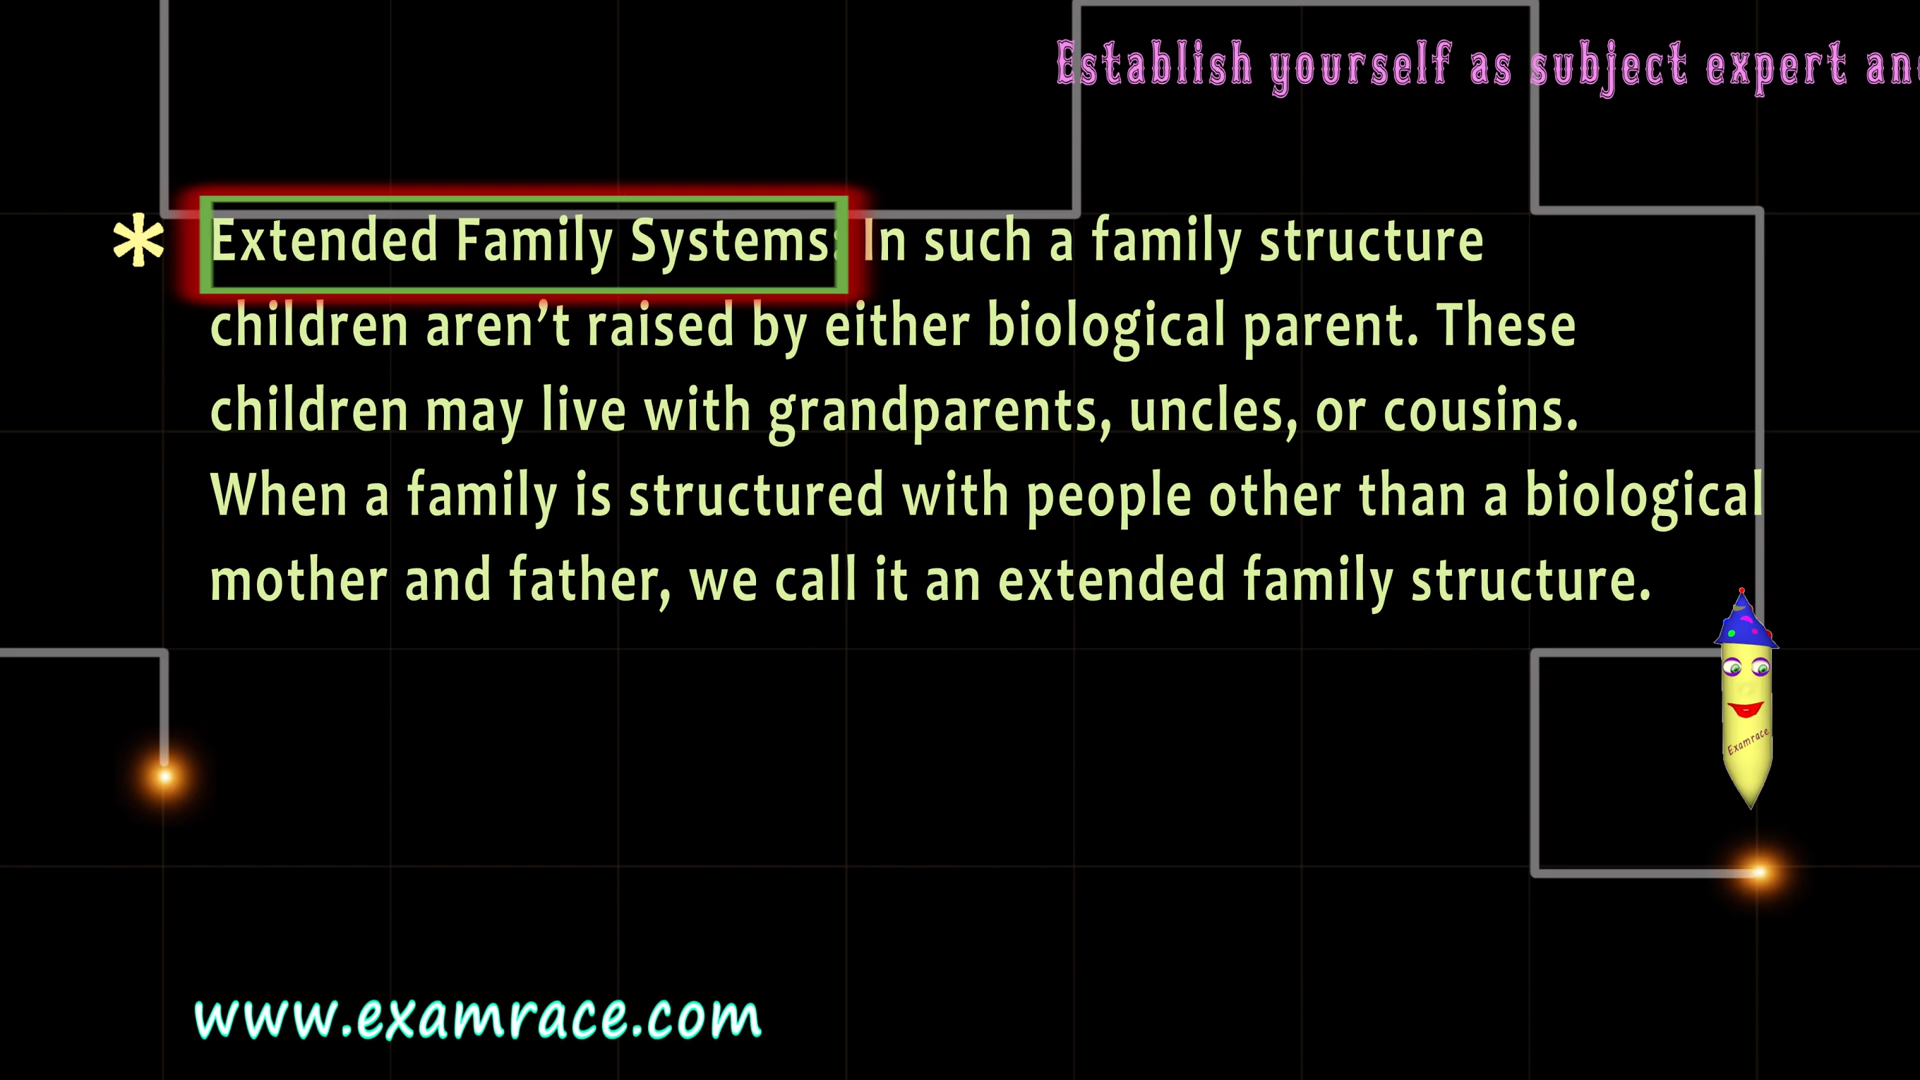 Establish yourself as subject expert
* Extended Family Systems: In such a family structure
children aren’t raised by either biological parent. These
children may live with grandparents, uncles, or cousins.
When a family is structured with people other than a biological
mother and father, we call it an extended family structure.
Examrace
www.examrace.com